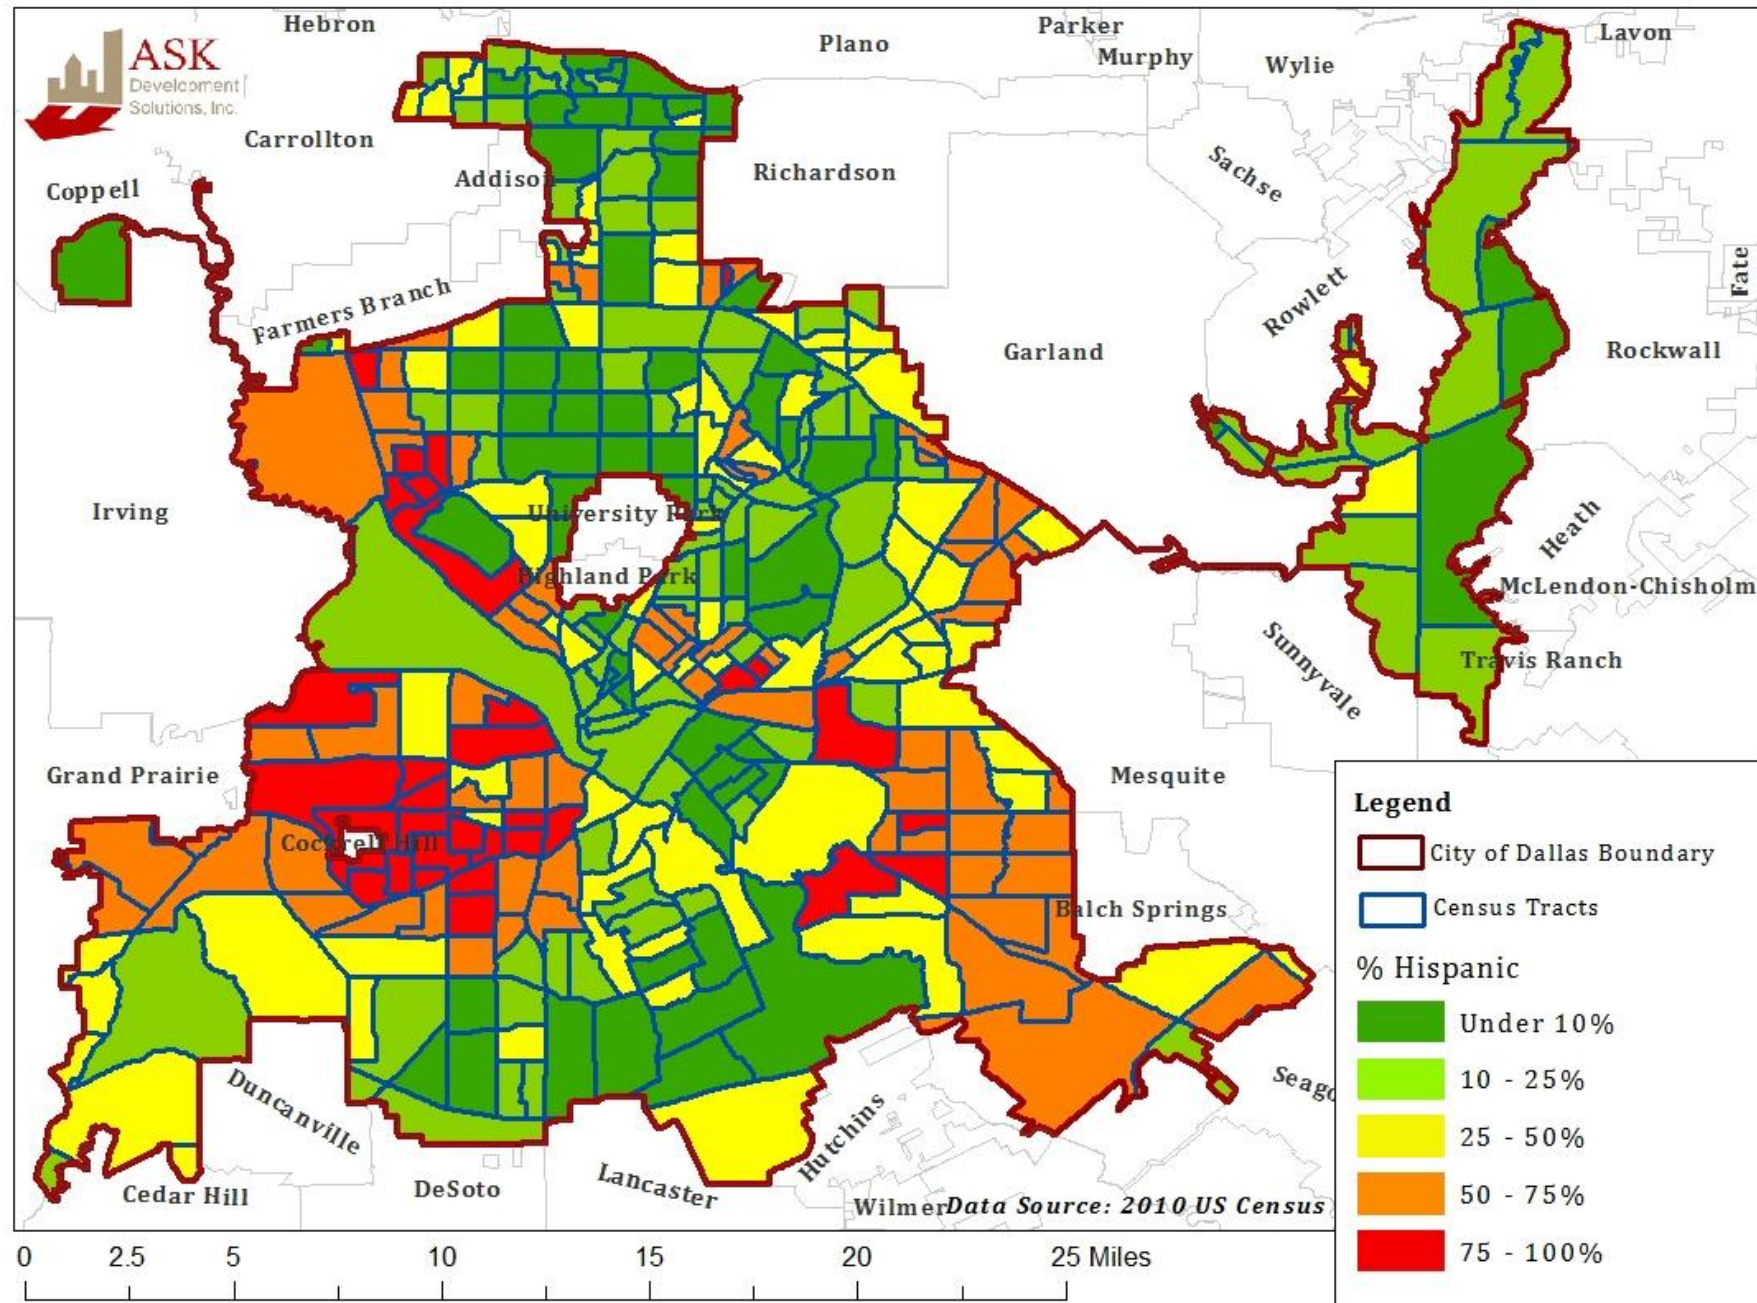 Hebron
Parker
Lavon
ASK
Plano
Murphy
Wylie
Development
Solutions, Inc.
Carrollton
Addison
Richardson
Sachse
Coppell
Fate
Farmers Branch
Rowlett
Garland
Rockwall
Irving
University Park
Heath
Highland Park
McLendon-Chisholm
Sunnyvale
Travis Ranch
Grand Prairie
Mesquite
Cockrell Hill
Balch Springs
Duncanville
Seago
Hutchins
Cedar Hill
DeSoto
Lancaster
Wilmer
Data Source: 2010 US Census
Legend
City of Dallas Boundary
Census Tracts
% Hispanic
Under 10%
10 - 25%
25 - 50%
50 - 75%
75 - 100%
0 2.5 5 10 15 20 25 Miles